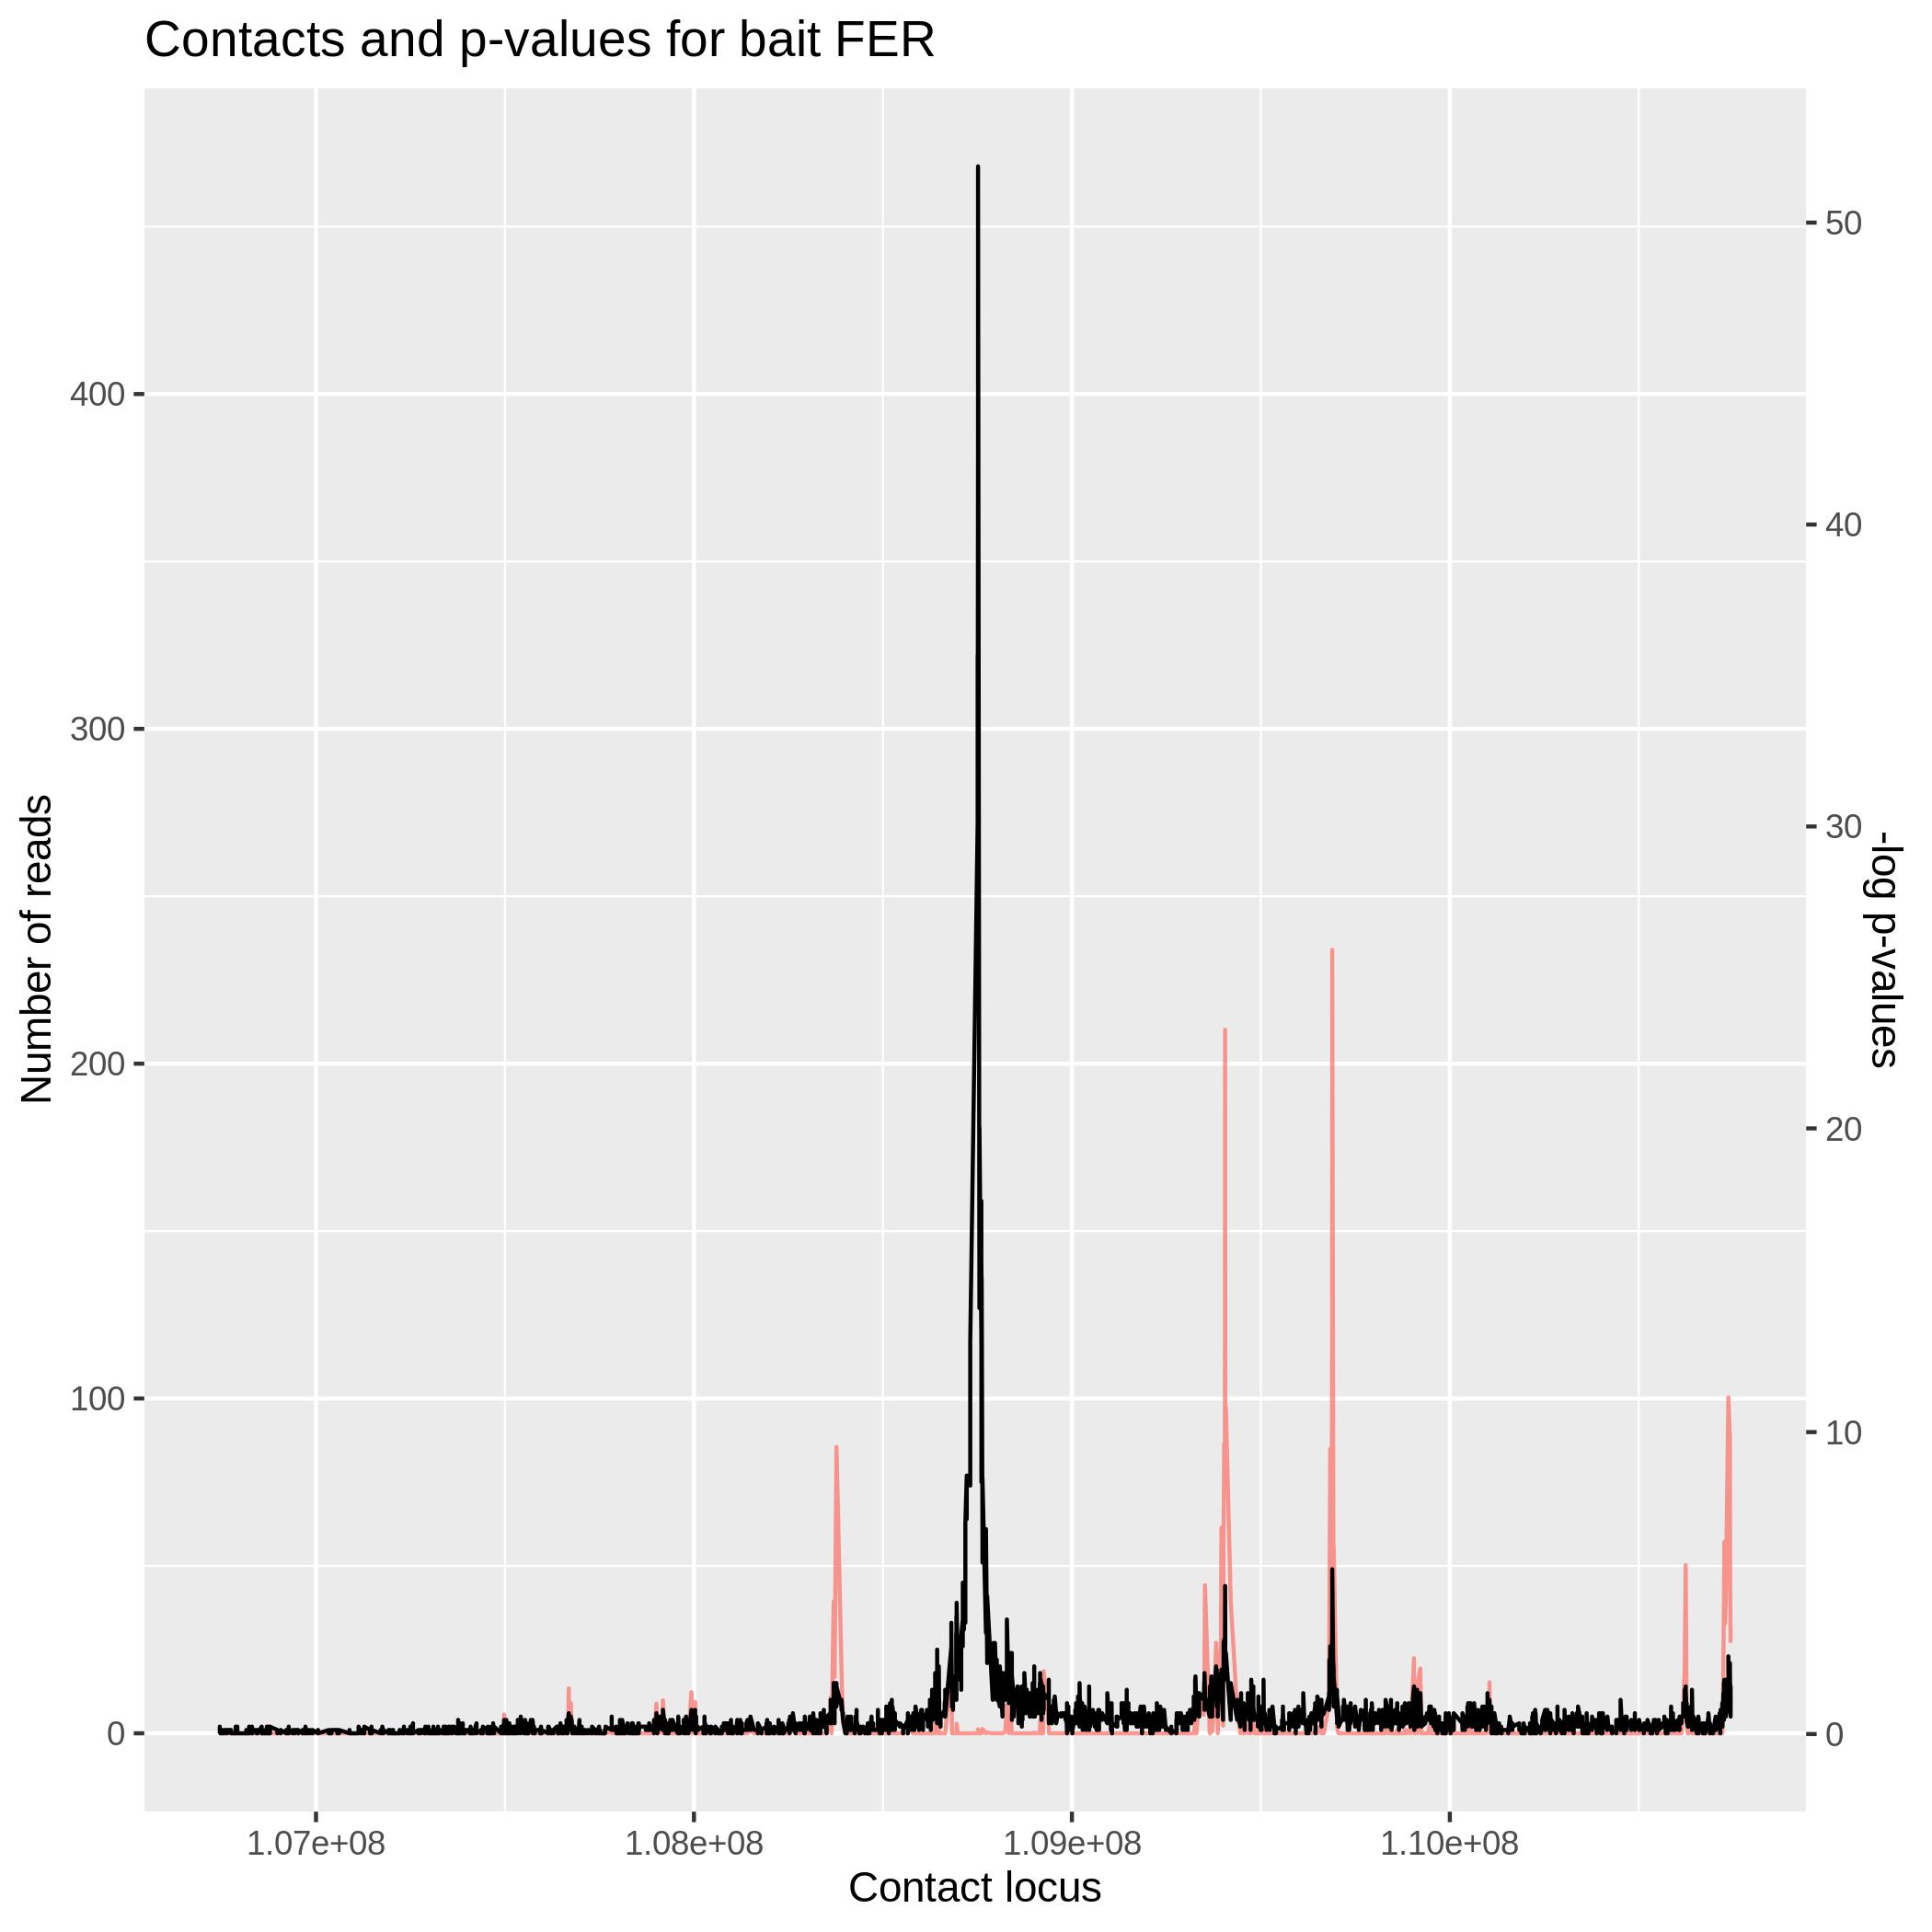 Contacts and p-values for bait FER
Number of reads
400
300
200
100
0
50
40
30
20
10
0
-log p-values
1.07e+08
1.08e+08
1.09e+08
1.10e+08
Contact locus